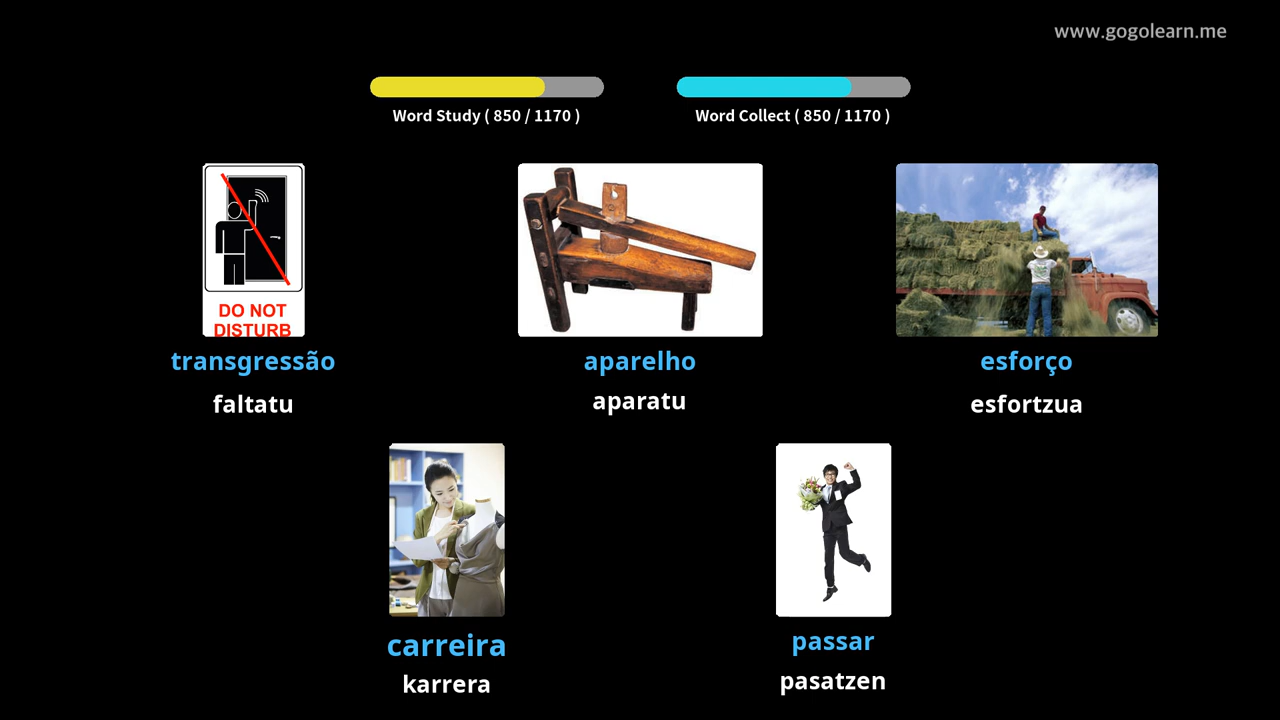 www.gogolearn.me
Word Study ( 850 / 1170 )
Word Collect ( 850 / 1170 )
DO NOT
DISTURB
transgressão
aparelho
esforço
faltatu
aparatu
esfortzua
carreira
passar
karrera
pasatzen